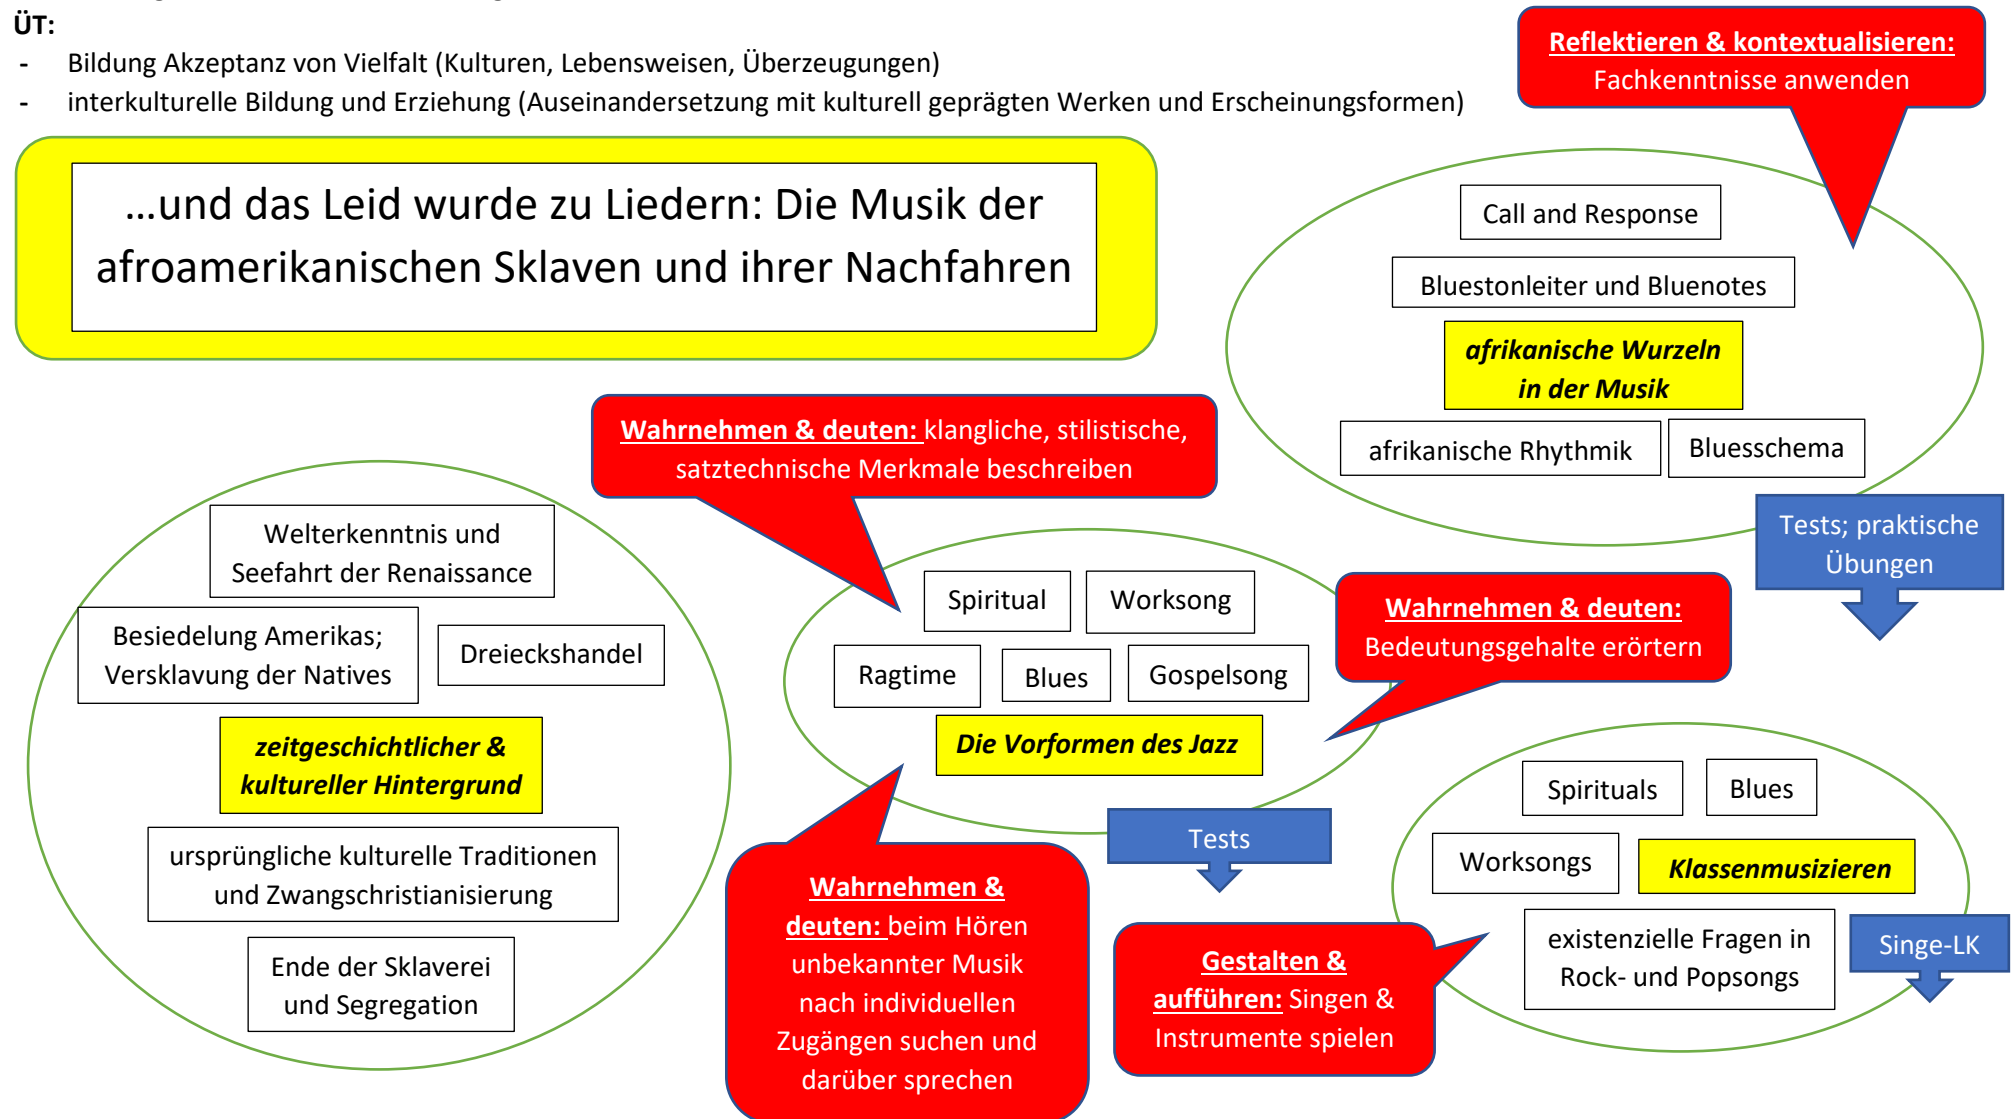 ÜT:
- Bildung Akzeptanz von Vielfalt (Kulturen, Lebensweisen, Überzeugungen)
- interkulturelle Bildung und Erziehung (Auseinandersetzung mit kulturell geprägten Werken und Erscheinungsformen)
Reflektieren & kontextualisieren:
Fachkenntnisse anwenden
...und das Leid wurde zu Liedern: Die Musik der
afroamerikanischen Sklaven und ihrer Nachfahren
Call and Response
Bluestonleiter und Bluenotes
afrikanische Wurzeln
in der Musik
afrikanische Rhythmik
Bluesschema
Tests; praktische
Übungen
Wahrnehmen & deuten: klangliche, stilistische,
satztechnische Merkmale beschreiben
Welterkenntnis und
Seefahrt der Renaissance
Besiedelung Amerikas;
Versklavung der Natives
Dreieckshandel
zeitgeschichtlicher &
kultureller Hintergrund
ursprüngliche kulturelle Traditionen
und Zwangschristianisierung
Ende der Sklaverei
und Segregation
Spiritual
Worksong
Ragtime
Blues
Gospelsong
Die Vorformen des Jazz
Wahrnehmen & deuten:
Bedeutungsgehalte erörtern
Tests
Wahrnehmen &
deuten: beim Hören
unbekannter Musik
nach individuellen
Zugängen suchen und
darüber sprechen
Spirituals
Blues
Worksongs
Klassenmusizieren
existenzielle Fragen in
Rock- und Popsongs
Singe-LK
Gestalten &
aufführen: Singen &
Instrumente spielen